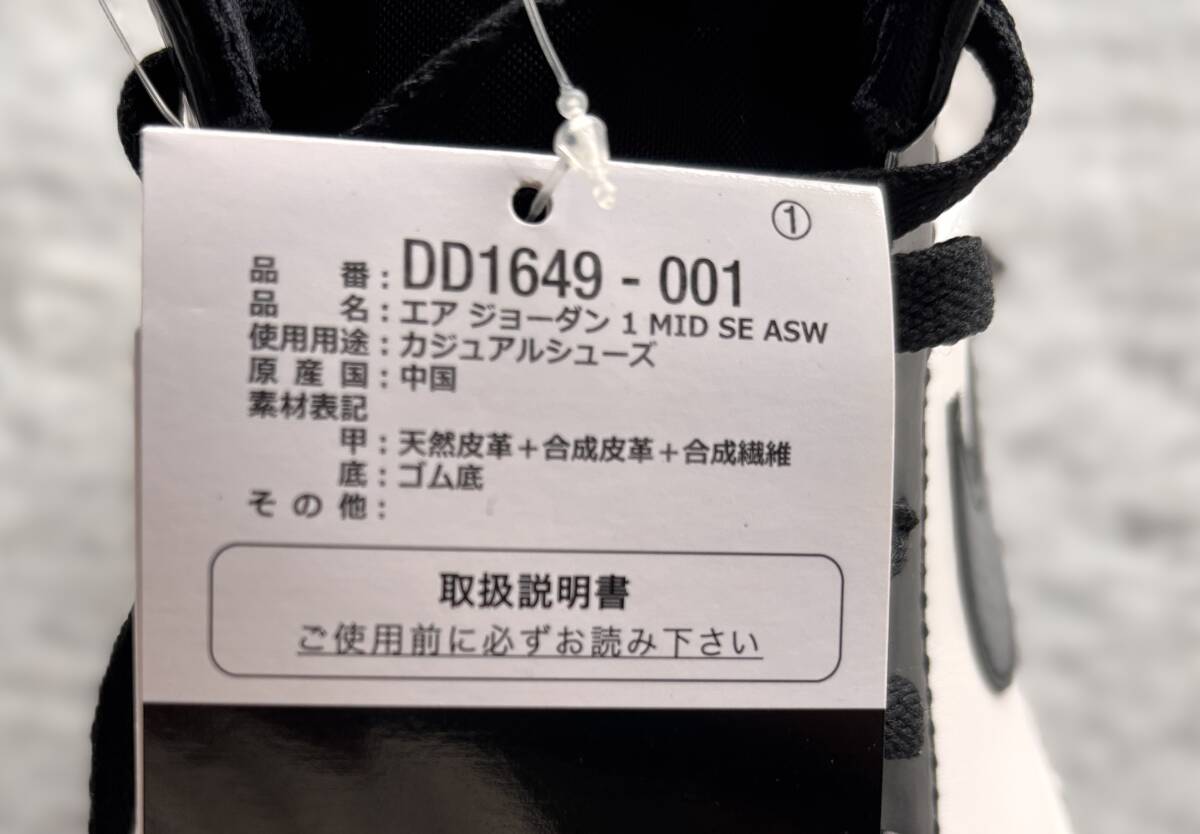 ①
品番：DD1649 - 001
品名：エア ジョーダン 1 MID SE ASW
使用用途：カジュアルシューズ
原産国：中国
素材表記
甲：天然皮革＋合成皮革＋合成繊維
底：ゴム底
その他：
取扱説明書
ご使用前に必ずお読み下さい